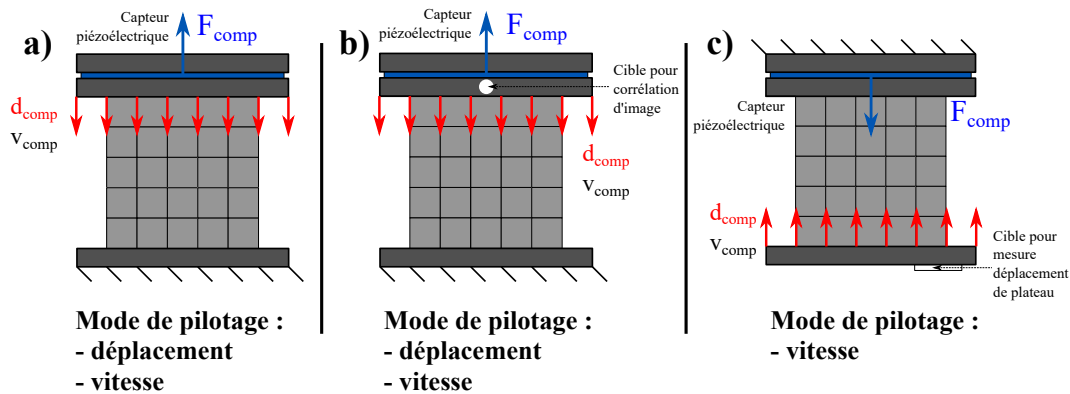 a)
Capteur
piézoélectrique
F_comp
d_comp
v_comp
Mode de pilotage :
- déplacement
- vitesse
b)
Capteur
piézoélectrique
F_comp
Cible pour
corrélation
d'image
d_comp
v_comp
Mode de pilotage :
- déplacement
- vitesse
c)
Capteur
piézoélectrique
F_comp
d_comp
v_comp
Cible pour
mesure
déplacement
de plateau
Mode de pilotage :
- vitesse